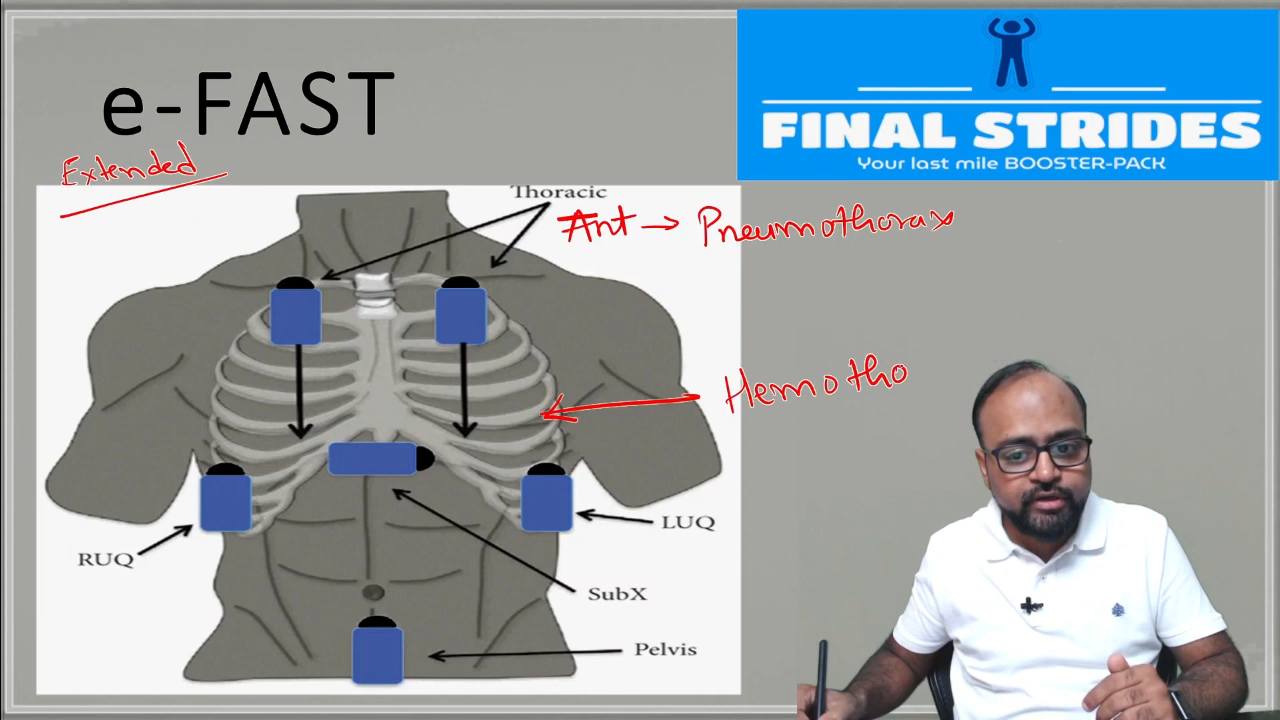 e-FAST
Extended
FINAL STRIDES
Your last mile BOOSTER-PACK
Thoracic
Ant → Pneumothorax
Hemotho
LUQ
RUQ
SubX
Pelvis